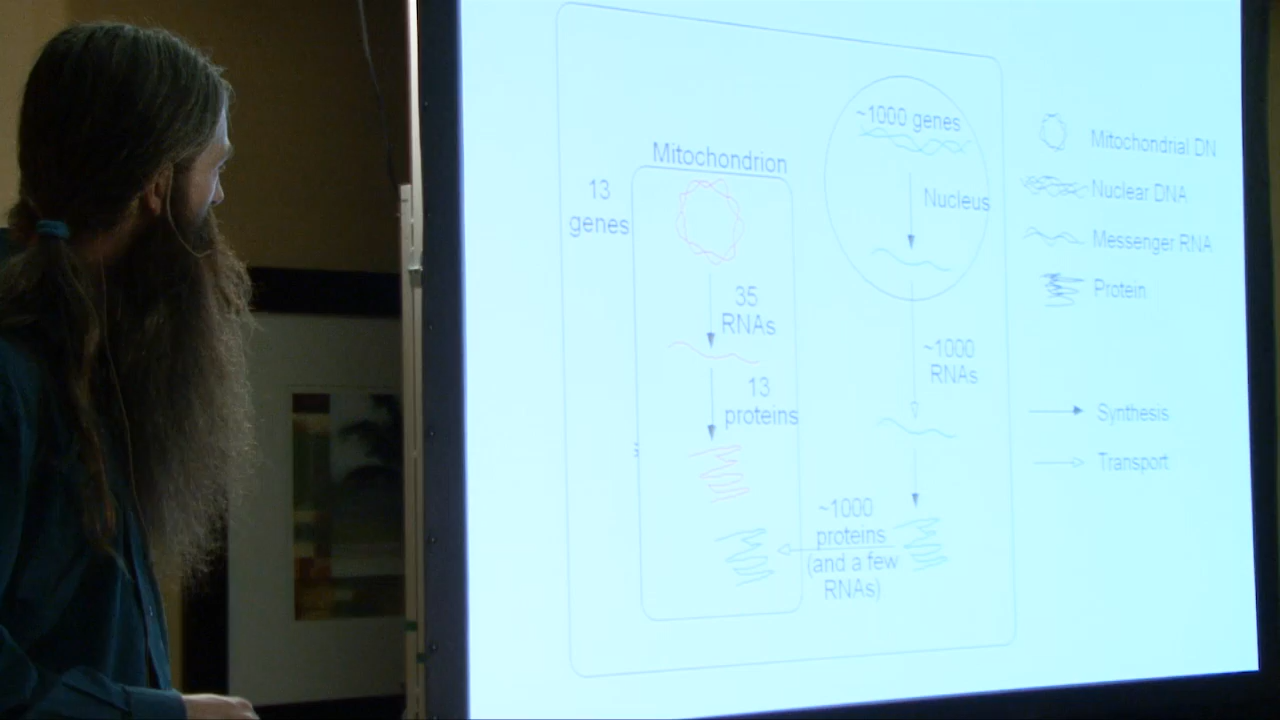 ~1000 genes
Mitochondrion
13
genes
Nucleus
35
RNAs
13
proteins
~1000
RNAs
~1000
proteins
(and a few
RNAs)
s
Mitochondrial DN
Nuclear DNA
Messenger RNA
Protein
Synthesis
Transport